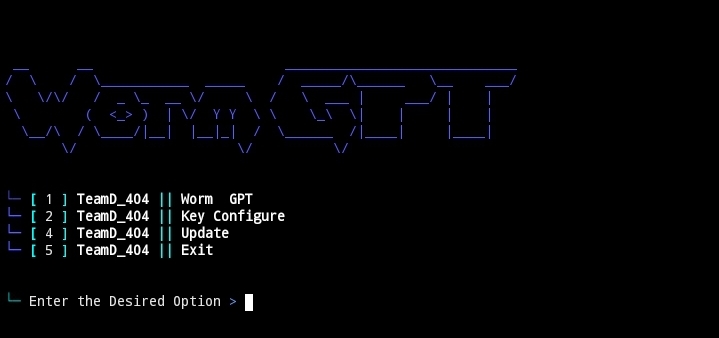 WormGPT
[ 1 ] TeamD_404 || Worm  GPT
[ 2 ] TeamD_404 || Key Configure
[ 4 ] TeamD_404 || Update
[ 5 ] TeamD_404 || Exit
Enter the Desired Option >